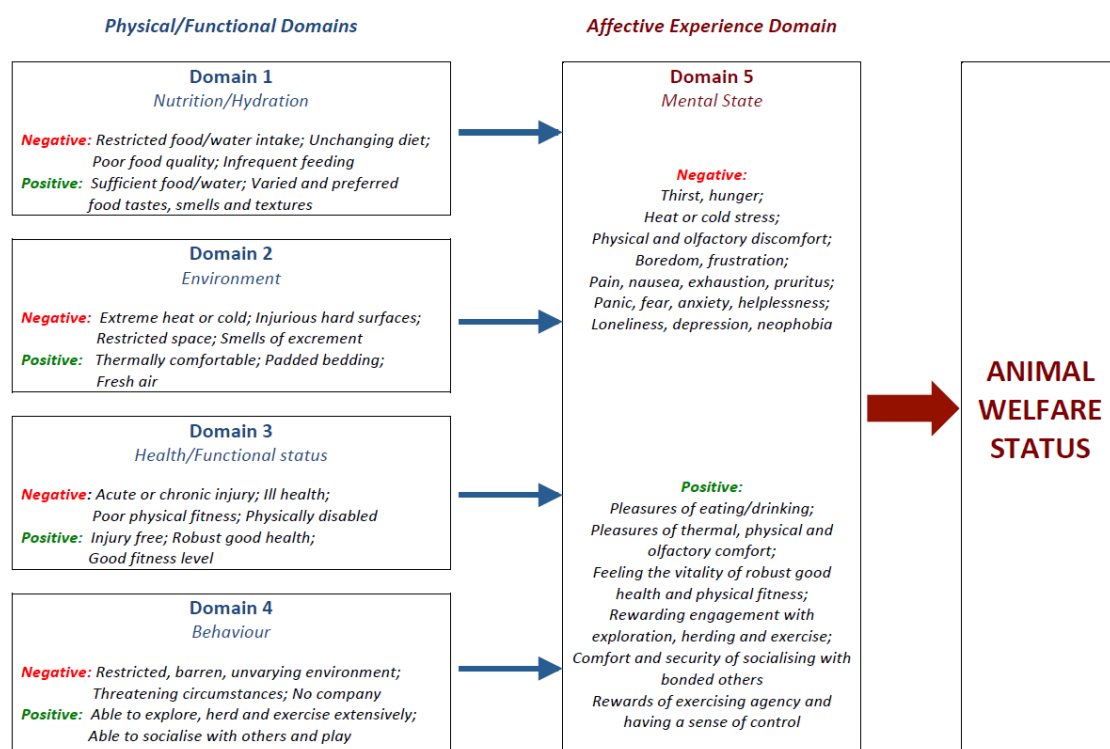 Physical/Functional Domains
Affective Experience Domain
Domain 1
Nutrition/Hydration
Negative: Restricted food/water intake; Unchanging diet;
Poor food quality; Infrequent feeding
Positive: Sufficient food/water; Varied and preferred
food tastes, smells and textures
Domain 2
Environment
Negative: Extreme heat or cold; Injurious hard surfaces;
Restricted space; Smells of excrement
Positive: Thermally comfortable; Padded bedding;
Fresh air
Domain 3
Health/Functional status
Negative: Acute or chronic injury; Ill health;
Poor physical fitness; Physically disabled
Positive: Injury free; Robust good health;
Good fitness level
Domain 4
Behaviour
Negative: Restricted, barren, unvarying environment;
Threatening circumstances; No company
Positive: Able to explore, herd and exercise extensively;
Able to socialise with others and play
Domain 5
Mental State
Negative:
Thirst, hunger;
Heat or cold stress;
Physical and olfactory discomfort;
Boredom, frustration;
Pain, nausea, exhaustion, pruritus;
Panic, fear, anxiety, helplessness;
Loneliness, depression, neophobia
Positive:
Pleasures of eating/drinking;
Pleasures of thermal, physical and
olfactory comfort;
Feeling the vitality of robust good
health and physical fitness;
Rewarding engagement with
exploration, herding and exercise;
Comfort and security of socialising with
bonded others
Rewards of exercising agency and
having a sense of control
ANIMAL
WELFARE
STATUS